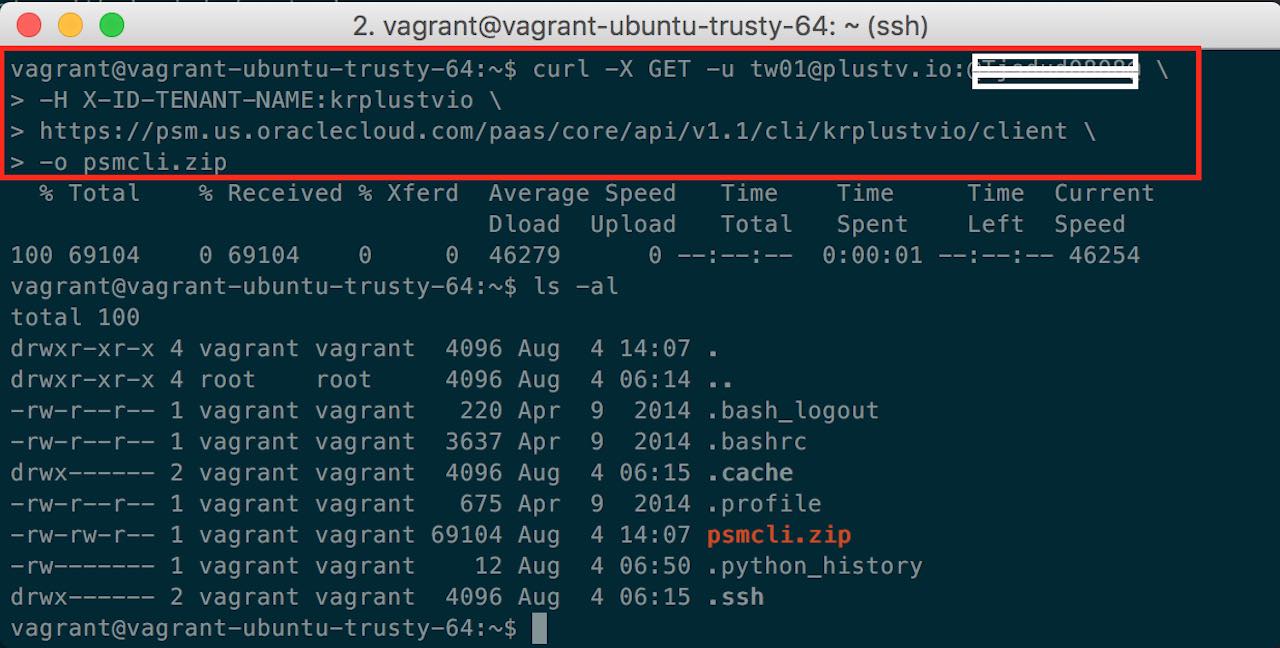 2. vagrant@vagrant-ubuntu-trusty-64: ~ (ssh)
vagrant@vagrant-ubuntu-trusty-64:~$ curl -X GET -u tw01@plustv.io: \
> -H X-ID-TENANT-NAME:krplustvio \
> https://psm.us.oraclecloud.com/paas/core/api/v1.1/cli/krplustvio/client \
> -o psmcli.zip
% Total % Received % Xferd Average Speed Time Time Time Current
Dload Upload Total Spent Left Speed
100 69104 0 69104 0 0 46279 0 --:--:-- 0:00:01 --:--:-- 46254
vagrant@vagrant-ubuntu-trusty-64:~$ ls -al
total 100
drwxr-xr-x 4 vagrant vagrant 4096 Aug 4 14:07 .
drwxr-xr-x 4 root root 4096 Aug 4 06:14 ..
-rw-r--r-- 1 vagrant vagrant 220 Apr 9 2014 .bash_logout
-rw-r--r-- 1 vagrant vagrant 3637 Apr 9 2014 .bashrc
drwx------ 2 vagrant vagrant 4096 Aug 4 06:15 .cache
-rw-r--r-- 1 vagrant vagrant 675 Apr 9 2014 .profile
-rw-rw-r-- 1 vagrant vagrant 69104 Aug 4 14:07 psmcli.zip
-rw------- 1 vagrant vagrant 12 Aug 4 06:50 .python_history
drwx------ 2 vagrant vagrant 4096 Aug 4 06:15 .ssh
vagrant@vagrant-ubuntu-trusty-64:~$